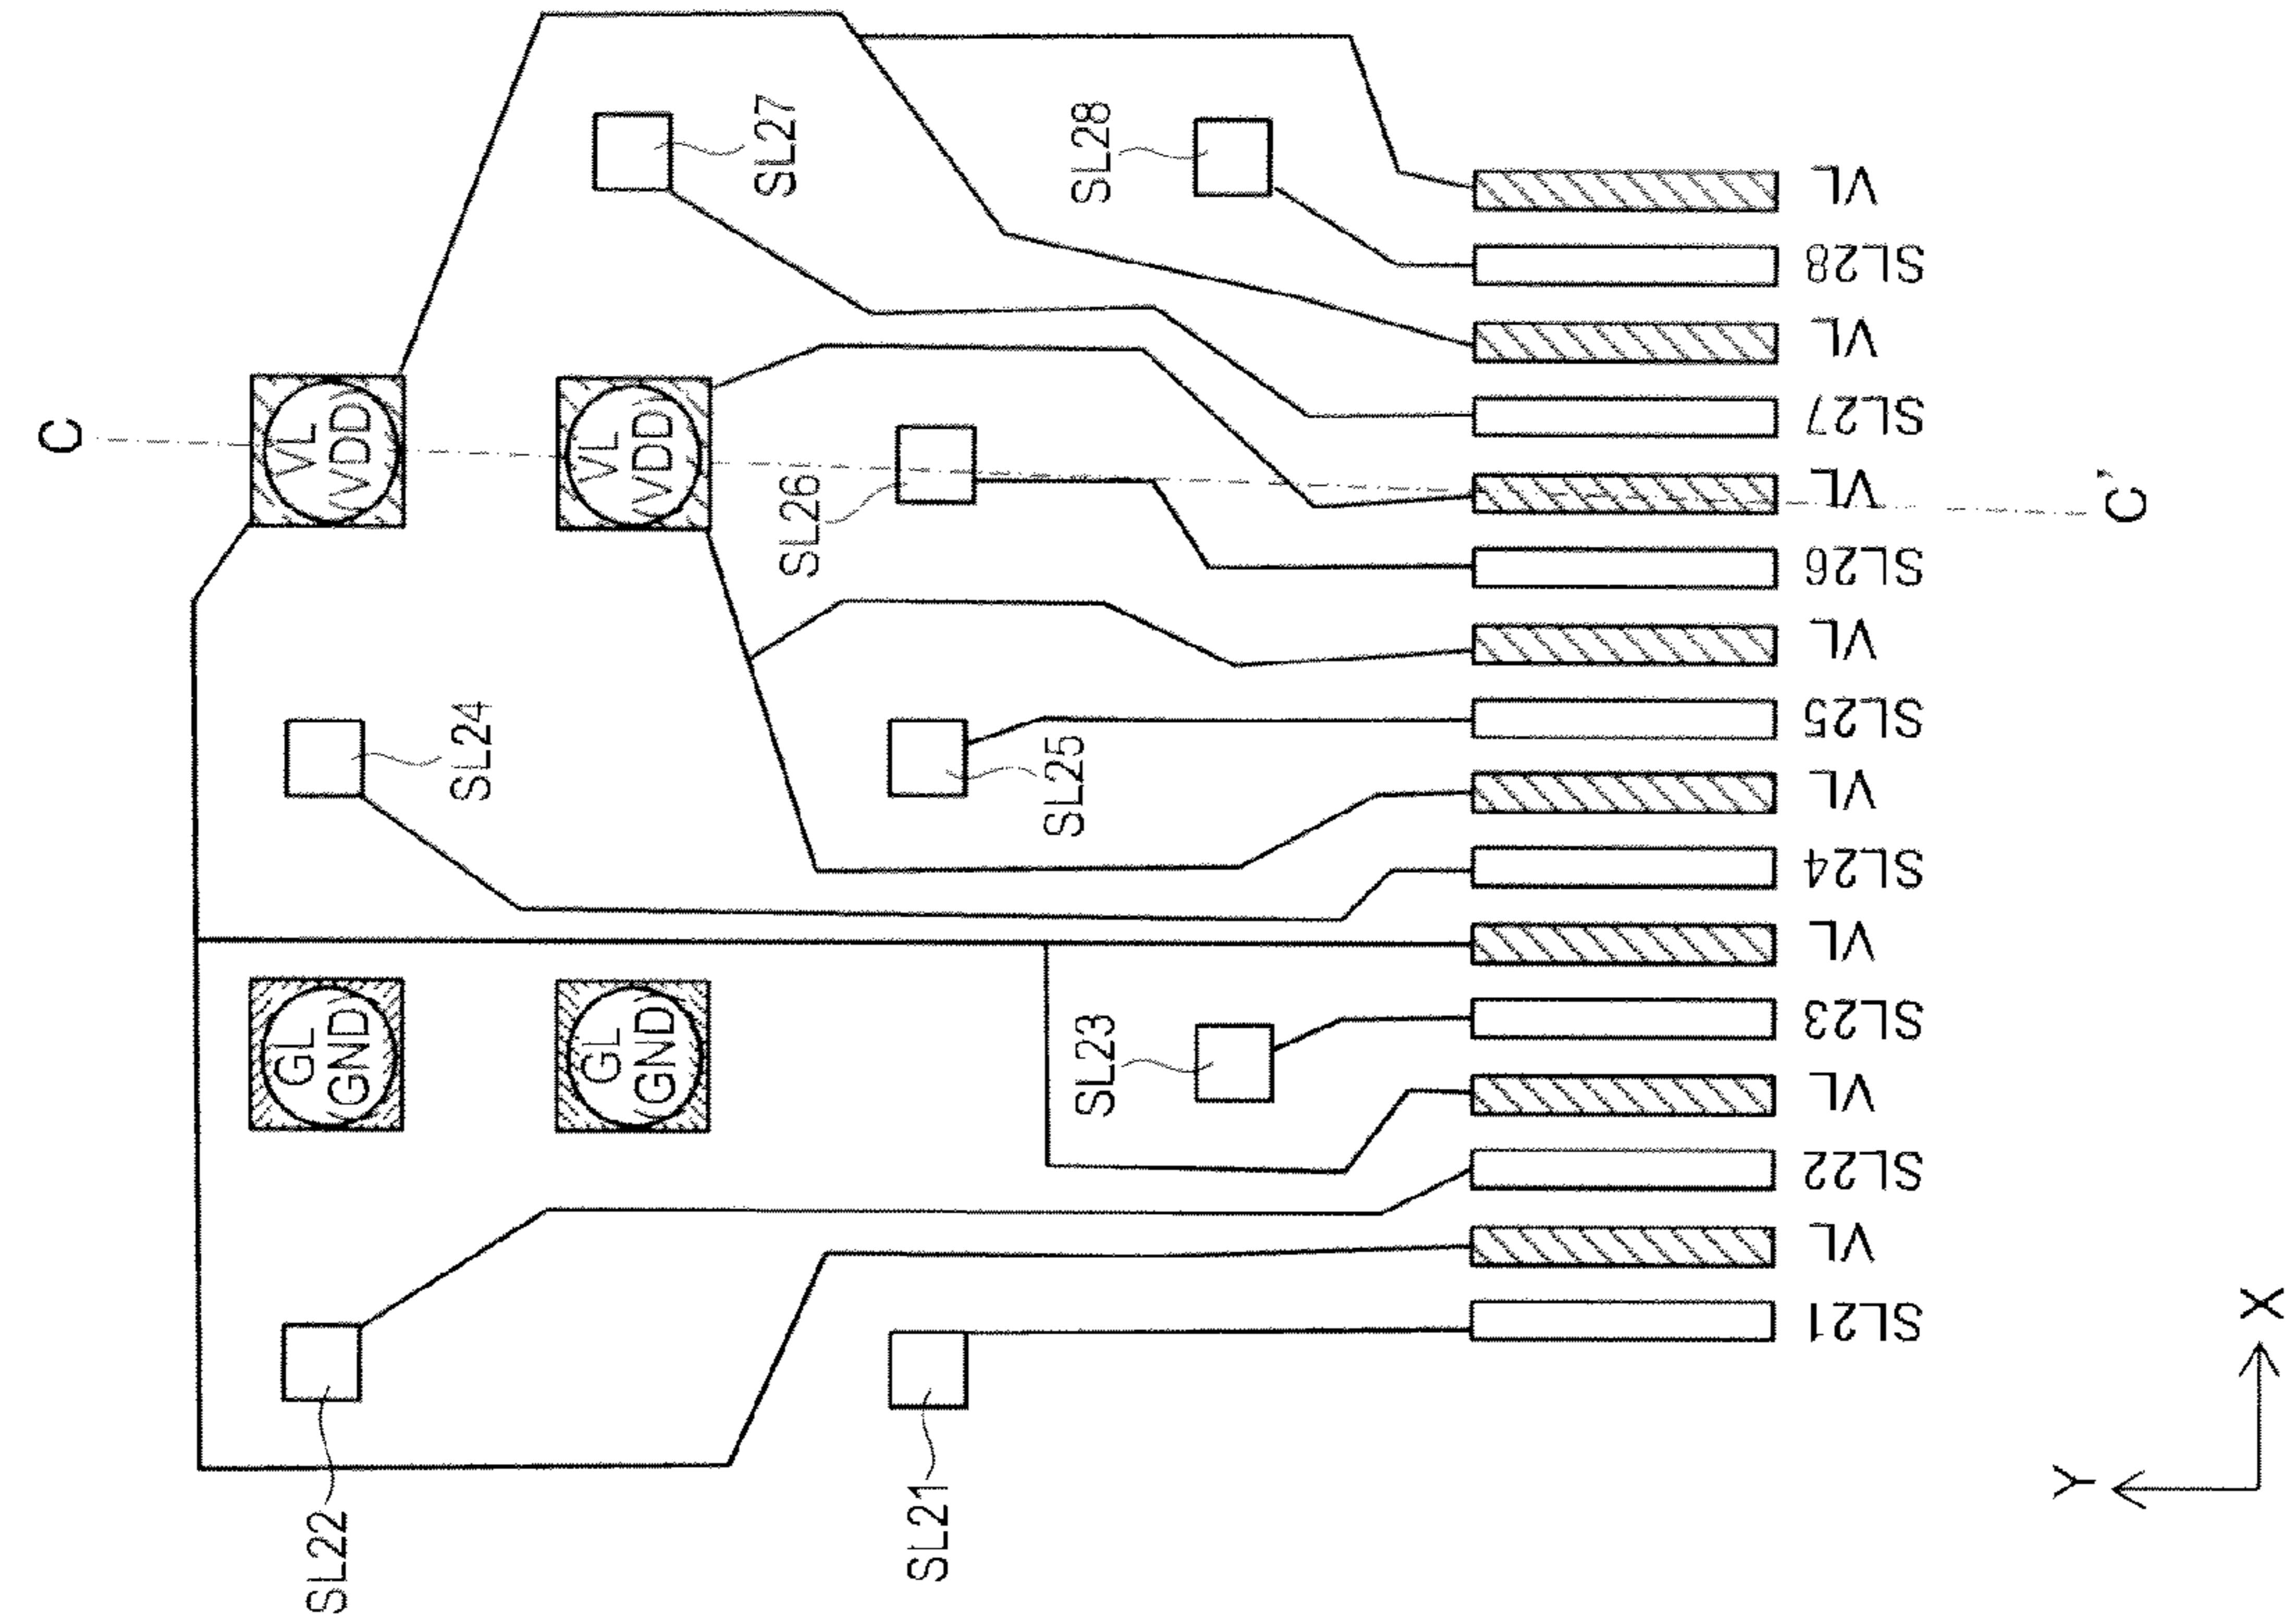 C
VL
(VDD)
VL
(VDD)
GL
GND
GL
GND
SL27
SL28
SL26
SL24
SL25
SL23
SL22
SL21
VL
SL28
VL
SL27
VL
SL26
VL
SL25
VL
SL24
VL
SL23
VL
SL22
VL
SL21
C'
Y
X